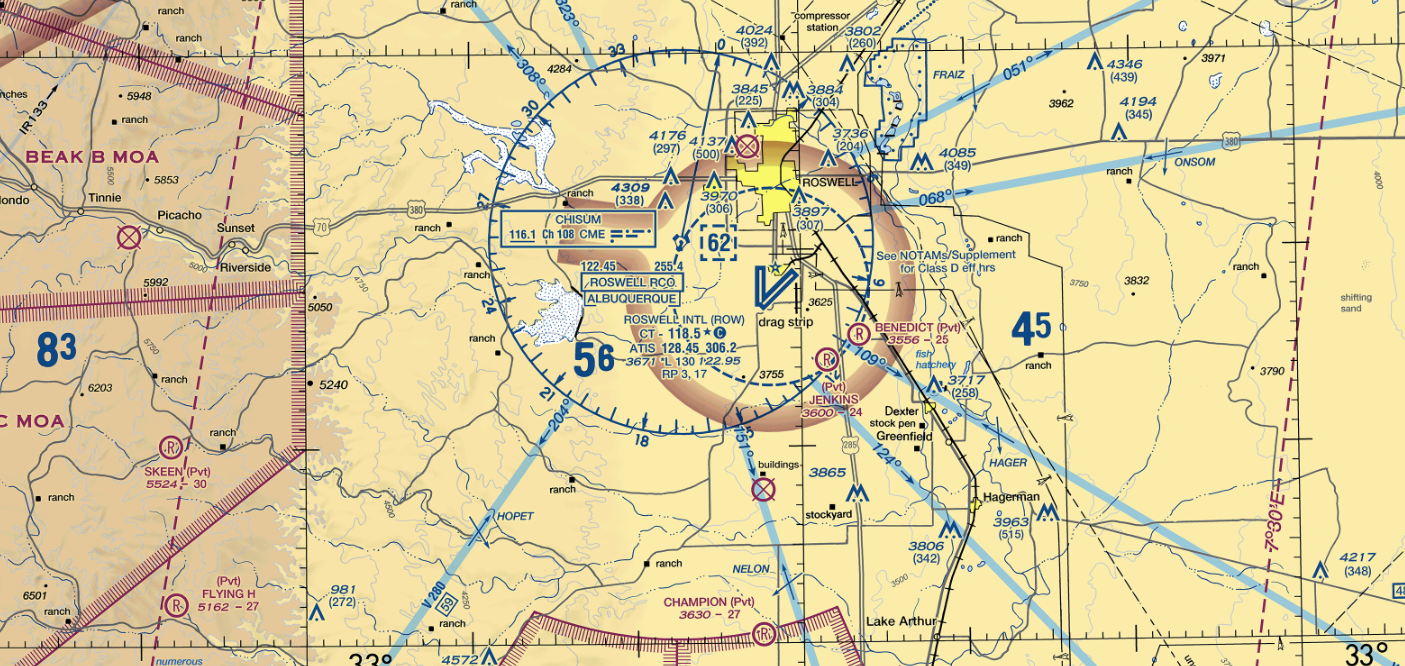 ranch
ranch
323°
33
0
4024
(392)
compressor
station
3802
(260)
308°
4284
3845
(225)
3884
(304)
FRAIZ
051°
4346
(439)
3971
3962
4194
(345)
nches
5948
ranch
IR133
30
BEAK B MOA
4176
(297)
4137
(500)
3736
(204)
4085
(349)
380
ONSOM
ranch
5500
5853
4309
(338)
3970
(306)
ROSWELL
6
068°
4000
ondo
Tinnie
Picacho
Sunset
Riverside
5000
27
ranch
380
70
ranch
3897
(307)
CHISUM
116.1 Ch 108 CME
62
ranch
See NOTAMs/Supplement
for Class D eff hrs
ranch
ranch
5992
4750
122.45 255.4
ROSWELL RCO
ALBUQUERQUE
9
3750
3832
shifting
sand
5050
24
3625
drag strip
ROSWELL INTL (ROW)
CT - 118.5 ★ C
ATIS 128.45 306.2
3671 *L 130 122.95
RP 3, 17
R
BENEDICT (Pvt)
3556 - 25
83
5750
56
45
ranch
109°
fish
hatchery
ranch
R
ranch
6203
5240
3755
3717
(258)
3790
(Pvt)
JENKINS
3600 - 24
21
204°
C MOA
18
151°
Dexter
stock pen
Greenfield
285
124°
R
ranch
SKEEN (Pvt)
5524 - 30
buildings
3865
HAGER
ranch
ranch
4500
HOPET
stockyard
Hagerman
3963
(515)
3806
(342)
7°30'E
NELON
ranch
4217
(348)
3500
6501
ranch
(Pvt)
FLYING H
5162 - 27
R
981
(272)
V 280
59
4250
ranch
CHAMPION (Pvt)
3630 - 27
R
Lake Arthur
numerous
33°
4572
33°